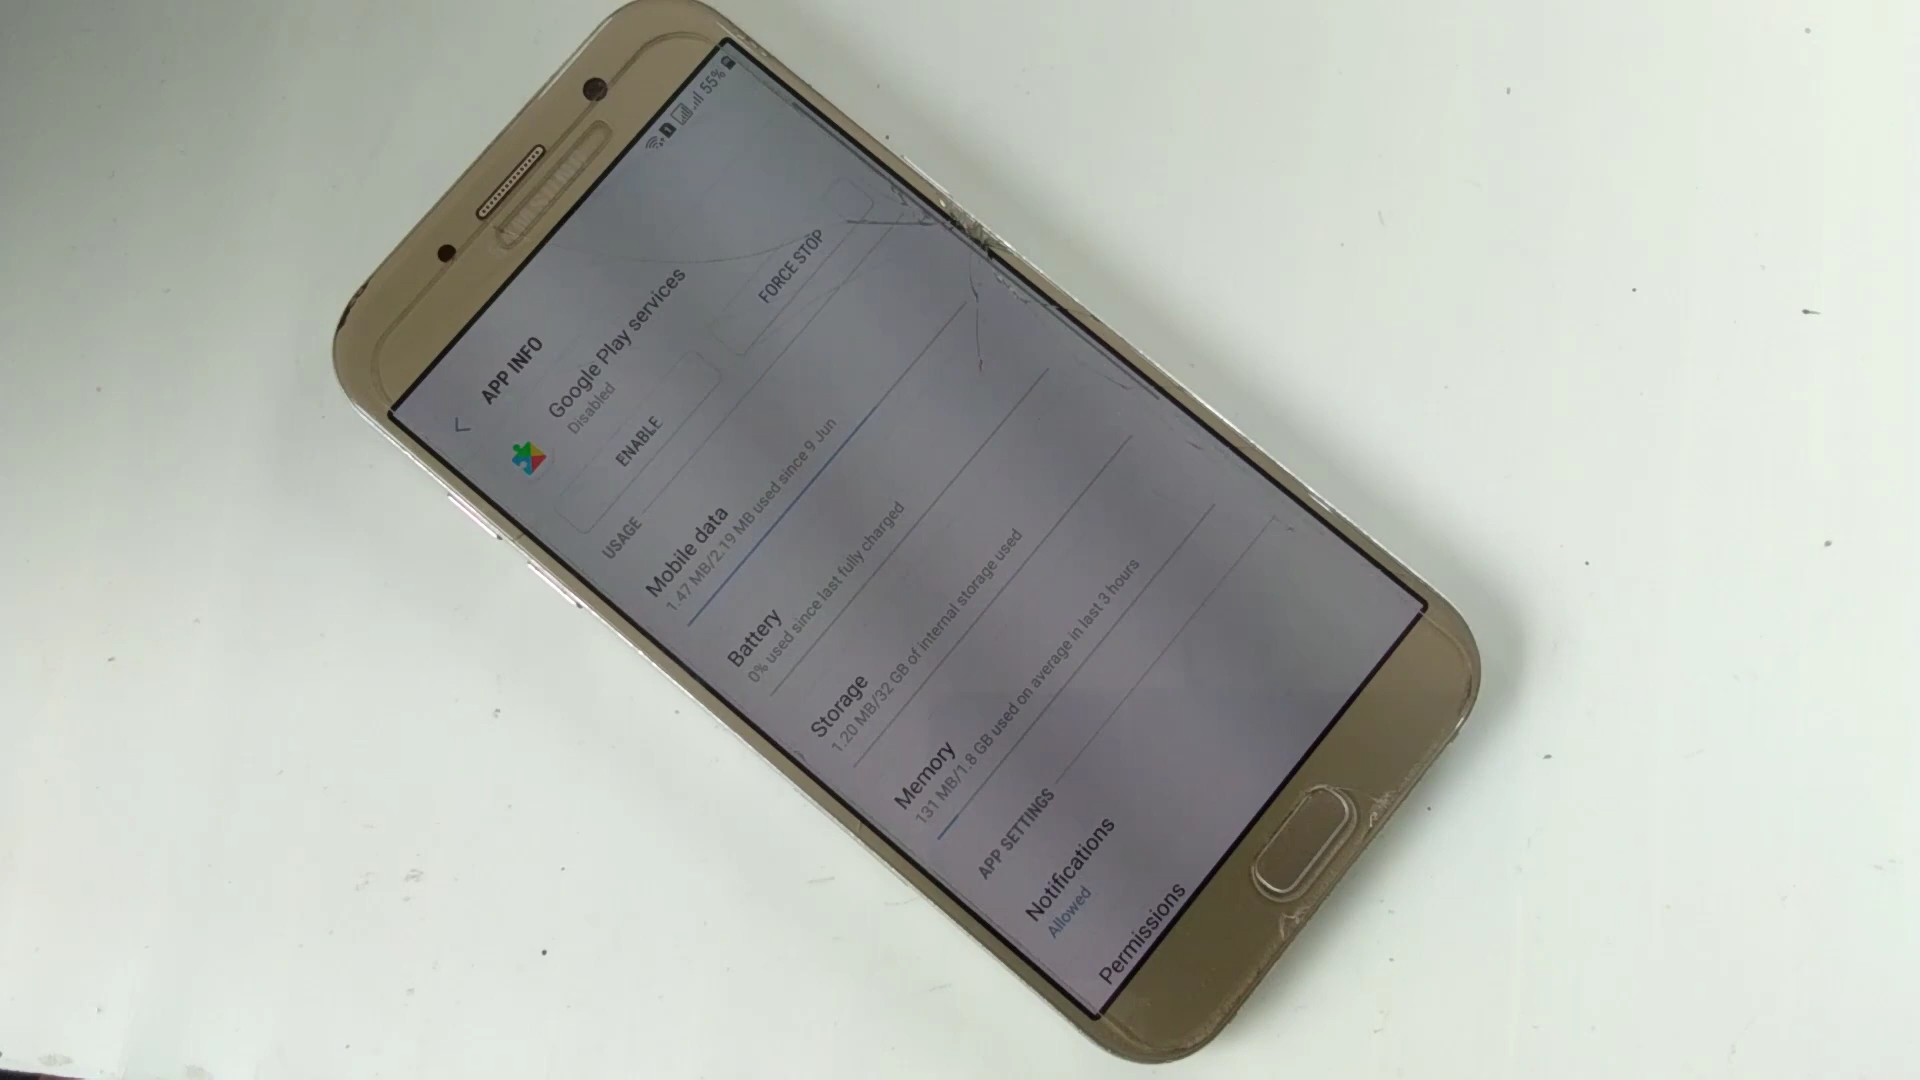 55%
SAMSUNG
APP INFO
Google Play services
Disabled
ENABLE
FORCE STOP
USAGE
Mobile data
1.47 MB/2.19 MB used since 9 Jun
Battery
0% used since last fully charged
Storage
1.20 MB/32 GB of internal storage used
Memory
131 MB/1.8 GB used on average in last 3 hours
APP SETTINGS
Notifications
Allowed
Permissions